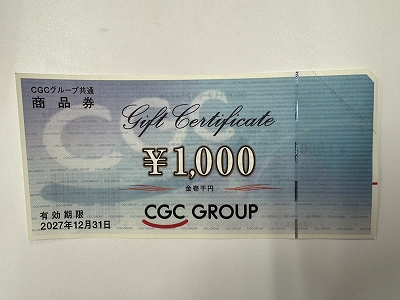 CGCグループ共通
商品券
Gift Certificate
CGC
¥1,000
金壱千円
CGC GROUP
有効期限
2027年12月31日